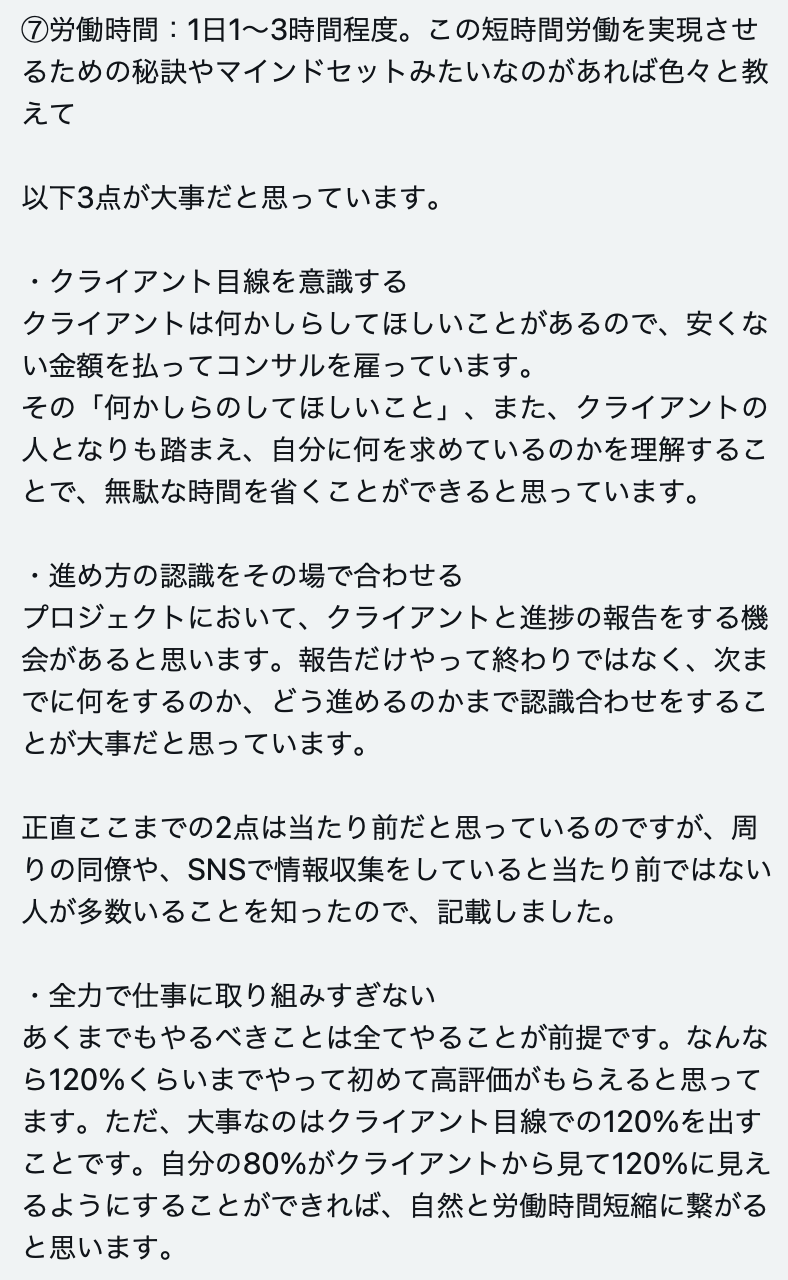 ⑦労働時間：1日1〜3時間程度。この短時間労働を実現させ
るための秘訣やマインドセットみたいなのがあれば色々と教
えて
以下3点が大事だと思っています。
・クライアント目線を意識する
クライアントは何かしらしてほしいことがあるので、安くな
い金額を払ってコンサルを雇っています。
その「何かしらのしてほしいこと」、また、クライアントの
人となりも踏まえ、自分に何を求めているのかを理解するこ
とで、無駄な時間を省くことができると思っています。
・進め方の認識をその場で合わせる
プロジェクトにおいて、クライアントと進捗の報告をする機
会があると思います。報告だけやって終わりではなく、次ま
でに何をするのか、どう進めるのかまで認識合わせをするこ
とが大事だと思っています。
正直ここまでの2点は当たり前だと思っているのですが、周
りの同僚や、SNSで情報収集をしていると当たり前ではない
人が多数いることを知ったので、記載しました。
・全力で仕事に取り組みすぎない
あくまでもやるべきことは全てやることが前提です。なんな
ら120%くらいまでやって初めて高評価がもらえると思って
ます。ただ、大事なのはクライアント目線での120%を出す
ことです。自分の80%がクライアントから見て120%に見え
るようにすることができれば、自然と労働時間短縮に繋がる
と思います。